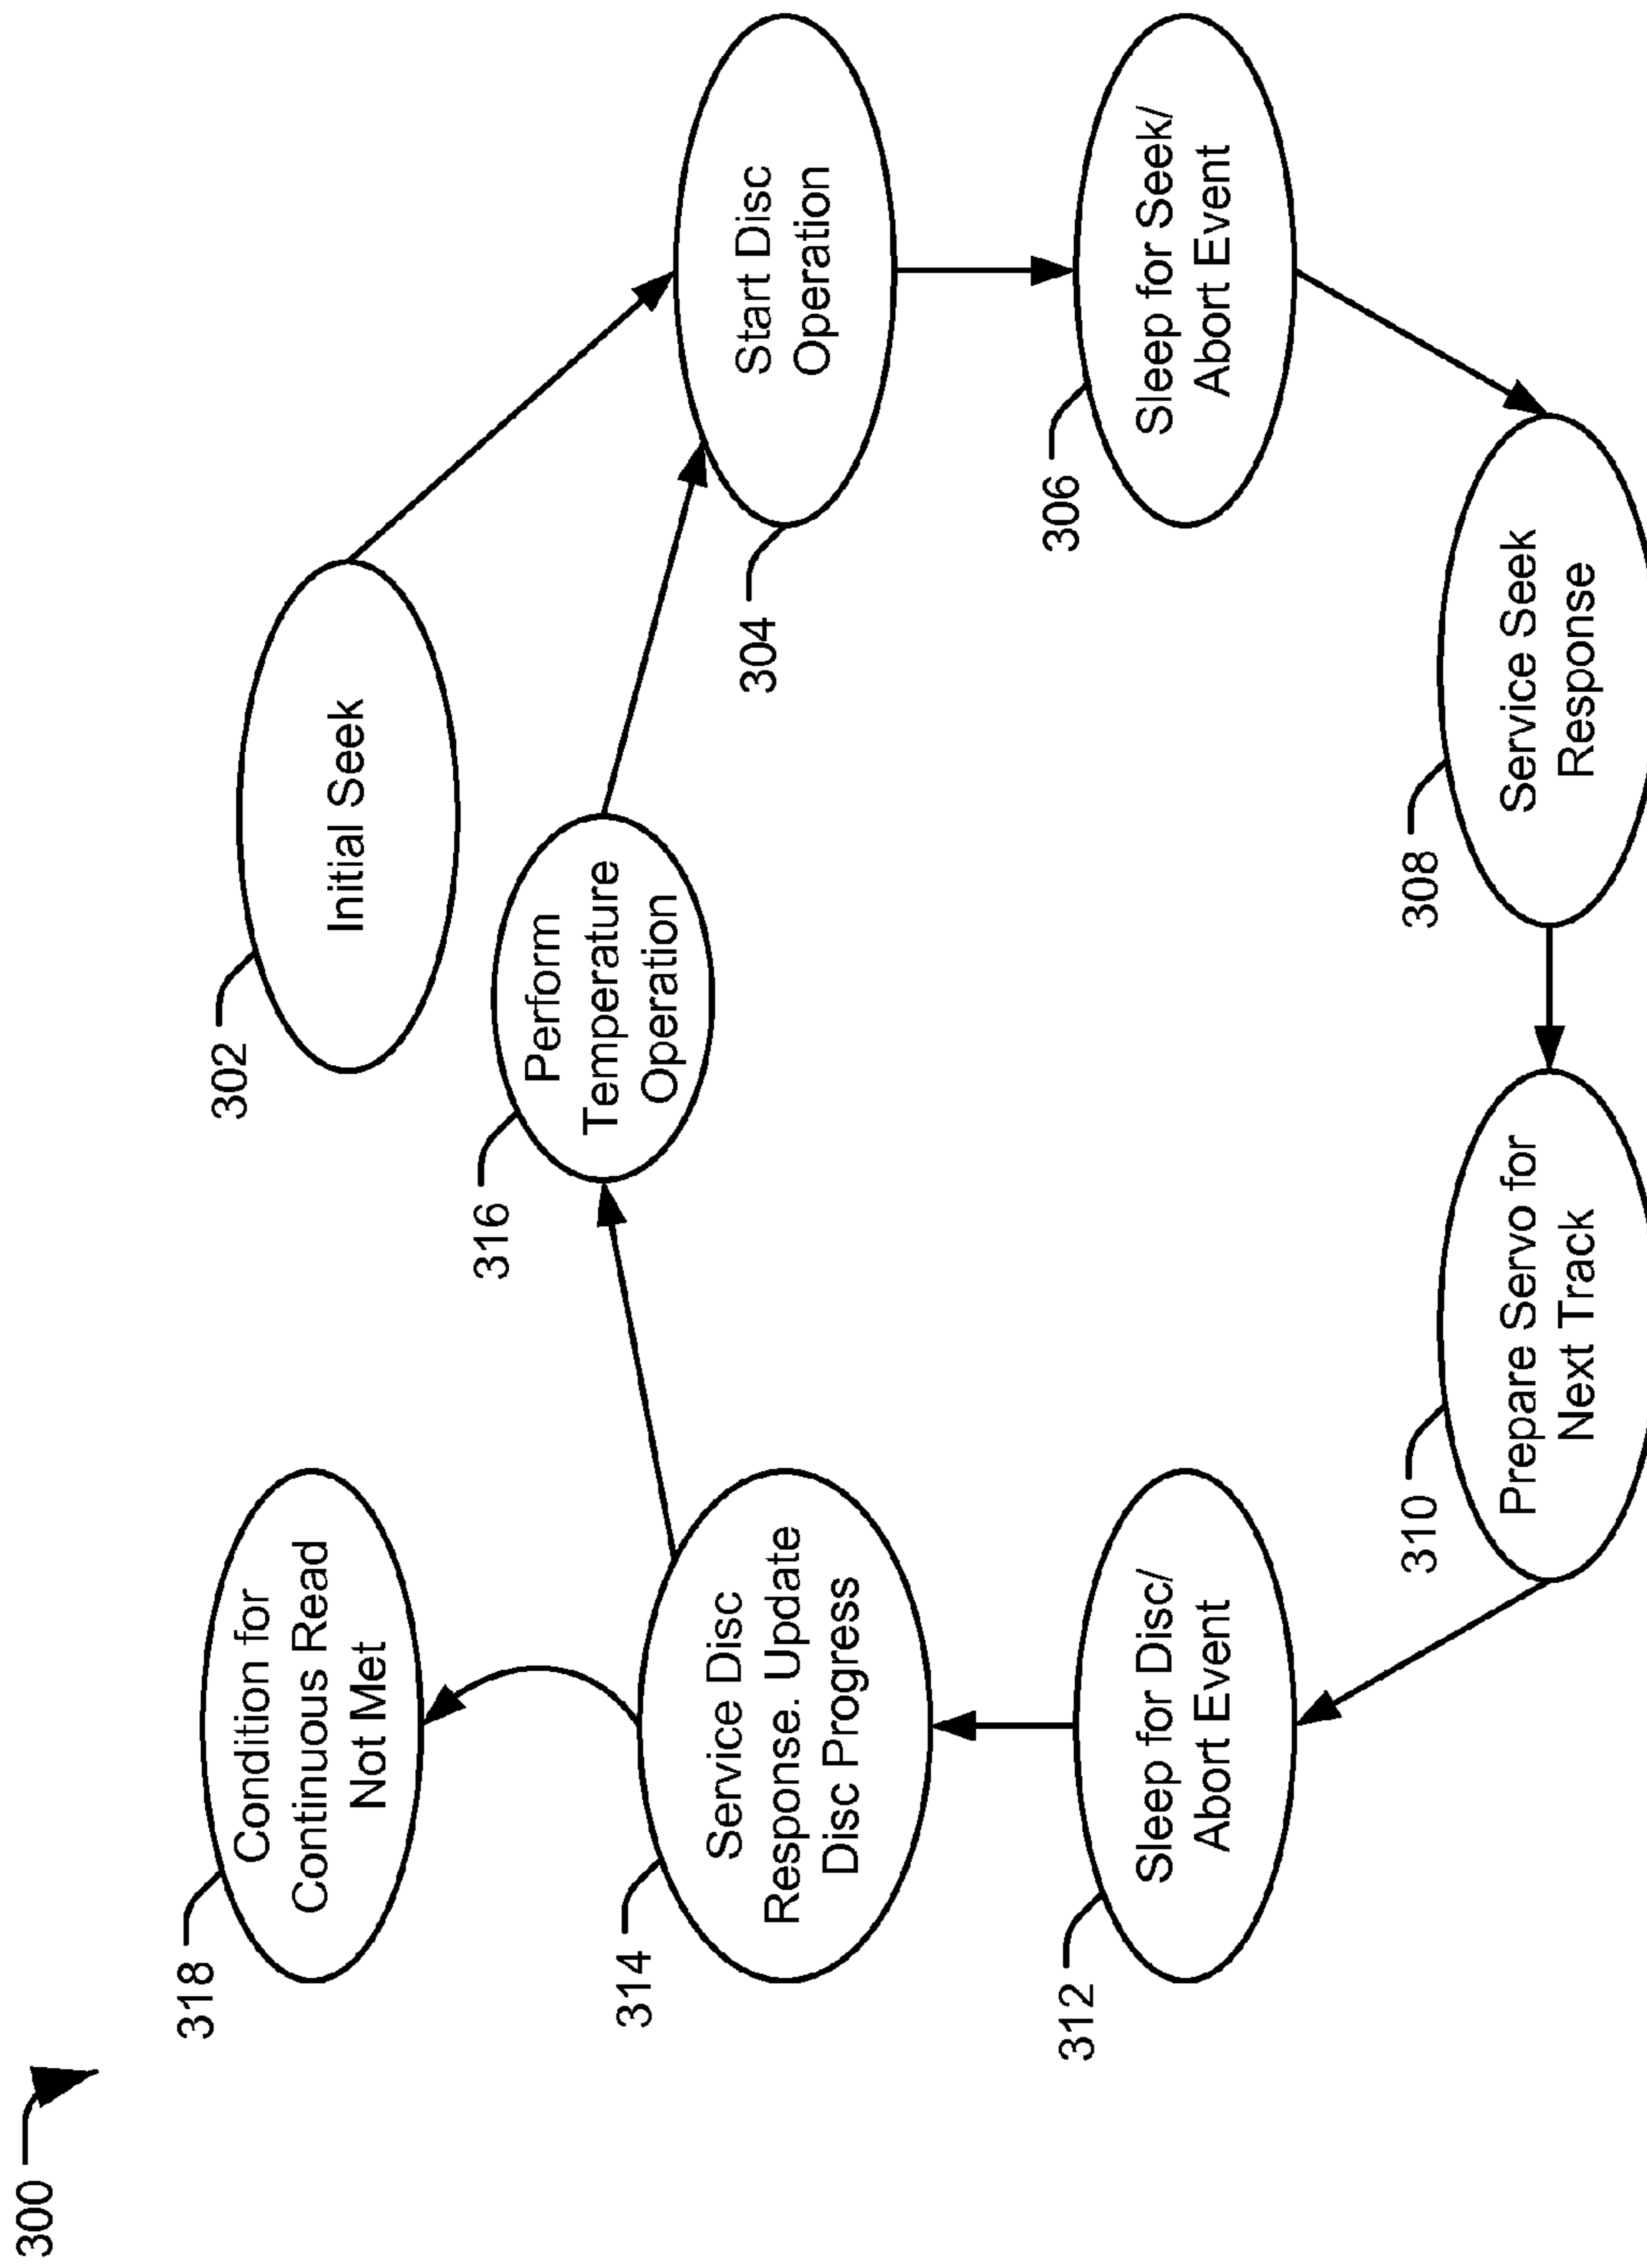 300
318
Condition for
Continuous Read
Not Met
302
Initial Seek
316
Perform
Temperature
Operation
314
Service Disc
Response. Update
Disc Progress
304
Start Disc
Operation
312
Sleep for Disc/
Abort Event
306
Sleep for Seek/
Abort Event
310
Prepare Servo for
Next Track
308
Service Seek
Response